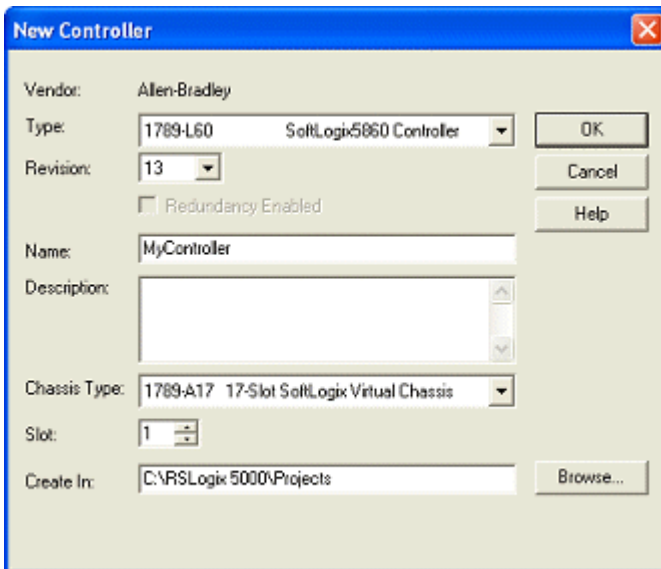 New Controller
Vendor: Allen-Bradley
Type: 1789-L60 SoftLogix5860 Controller OK
Revision: 13 Cancel
Redundancy Enabled Help
Name: MyController
Description:
Chassis Type: 1789-A17 17-Slot SoftLogix Virtual Chassis
Slot: 1
Create In: C:\RSLogix 5000\Projects Browse...